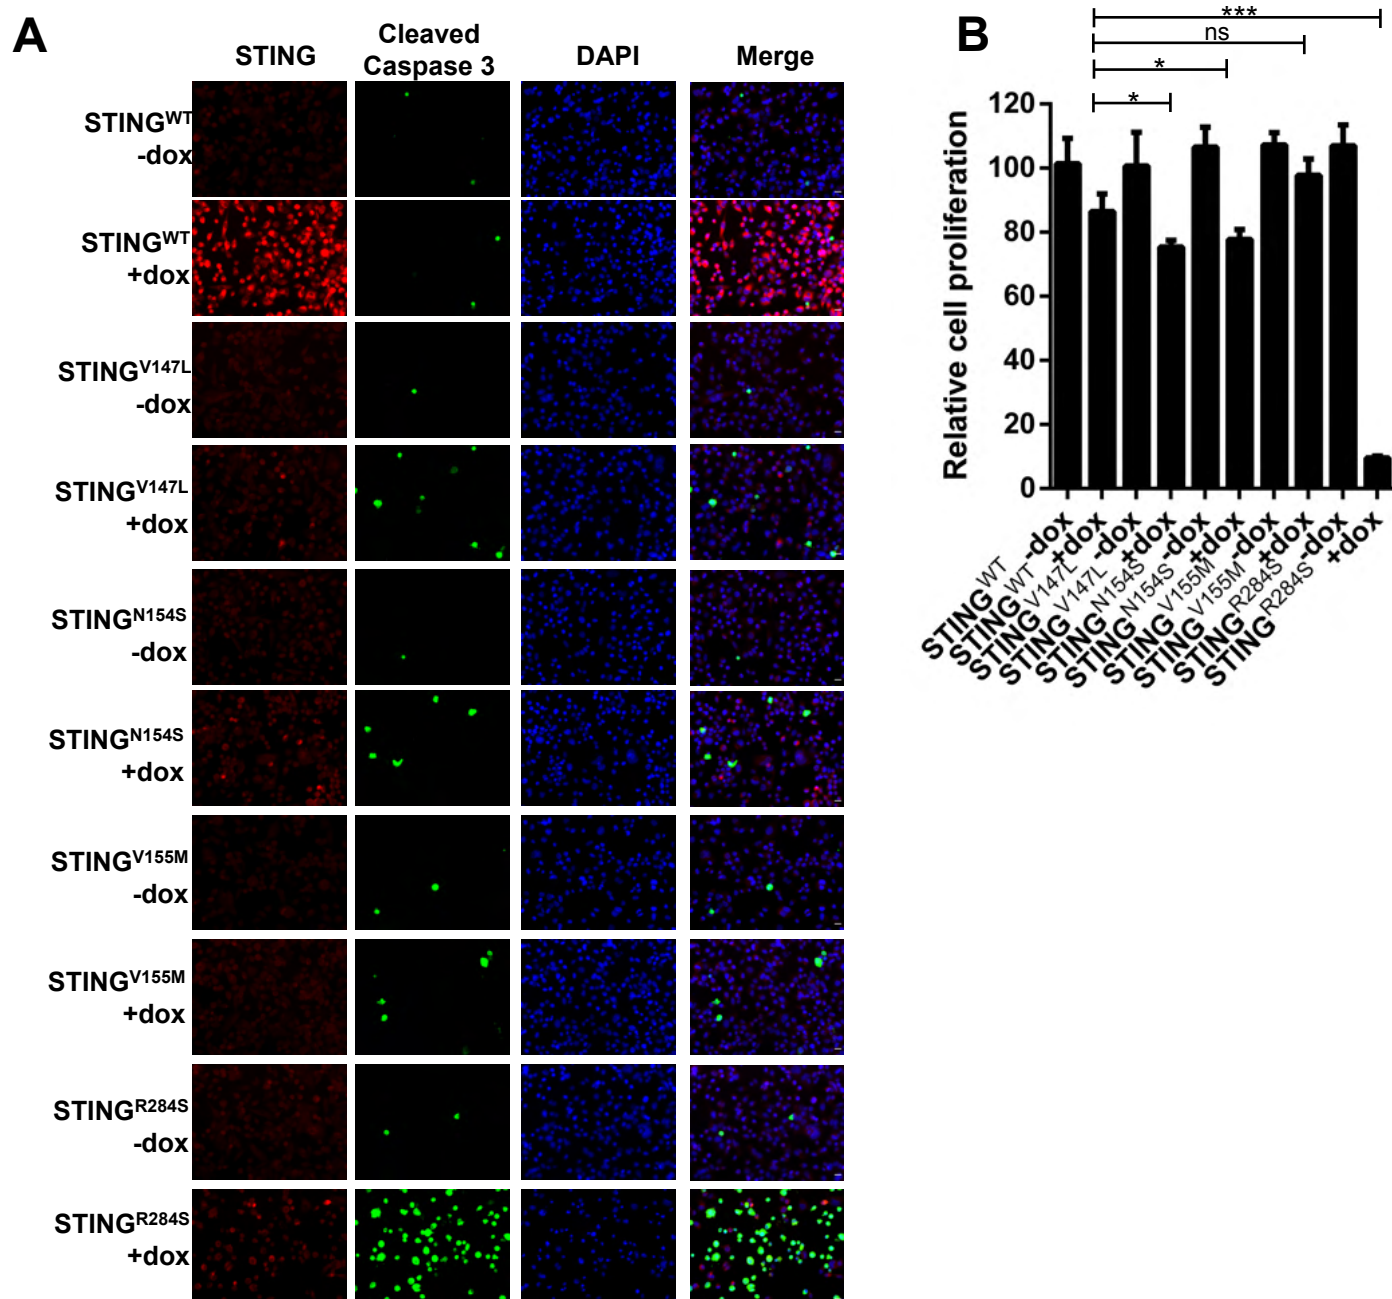 A
STING
Cleaved
Caspase 3
DAPI
Merge
STINGWT
-dox
STINGWT
+dox
STINGV147L
-dox
STINGV147L
+dox
STINGN154S
-dox
STINGN154S
+dox
STINGV155M
-dox
STINGV155M
+dox
STINGR284S
-dox
STINGR284S
+dox
B
***
ns
*
*
Relative cell proliferation
120
100
80
60
40
20
0
STINGWT -dox
STINGWT +dox
STINGV147L -dox
STINGV147L +dox
STINGN154S -dox
STINGN154S +dox
STINGV155M -dox
STINGV155M +dox
STINGR284S -dox
STINGR284S +dox